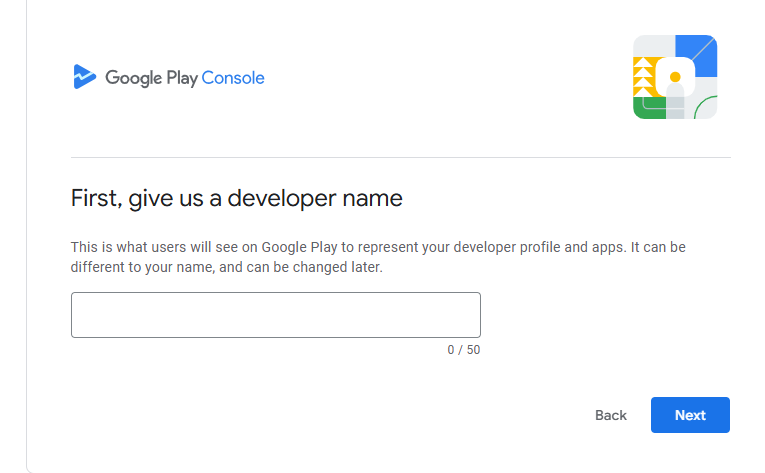 Google Play Console
First, give us a developer name
This is what users will see on Google Play to represent your developer profile and apps. It can be
different to your name, and can be changed later.
0 / 50
Back
Next